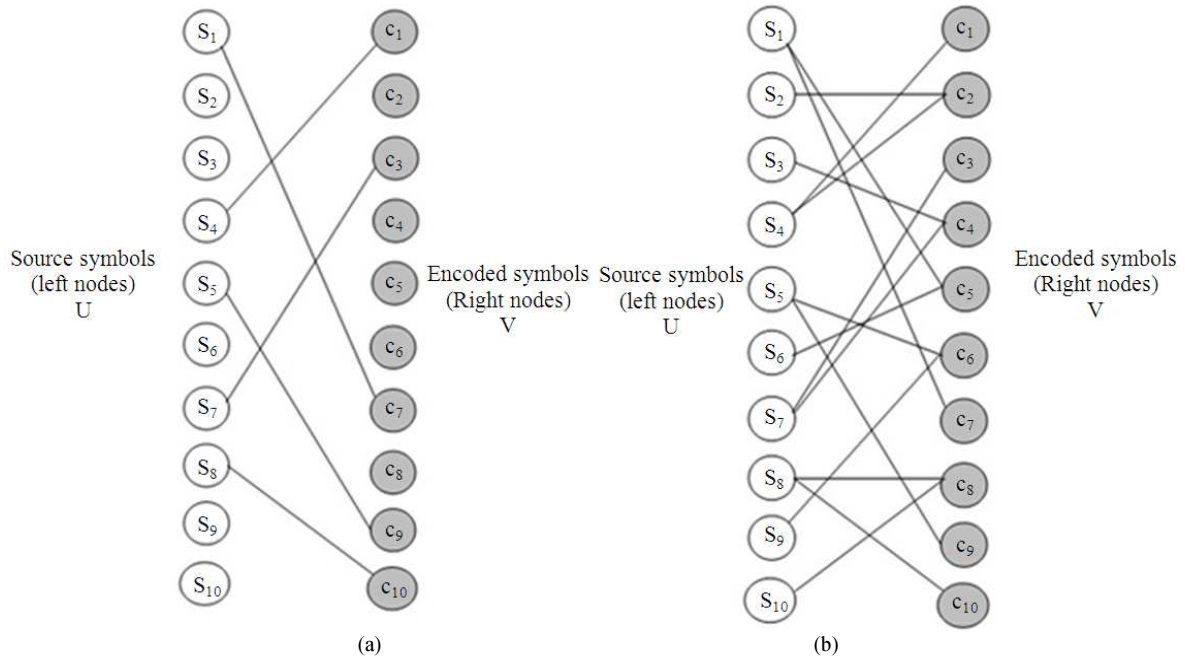 S1
S2
S3
S4
S5
S6
S7
S8
S9
S10
Source symbols
(left nodes)
U
c1
c2
c3
c4
c5
c6
c7
c8
c9
c10
Encoded symbols
(Right nodes)
V
(a)
Source symbols
(left nodes)
U
S1
S2
S3
S4
S5
S6
S7
S8
S9
S10
c1
c2
c3
c4
c5
c6
c7
c8
c9
c10
Encoded symbols
(Right nodes)
V
(b)